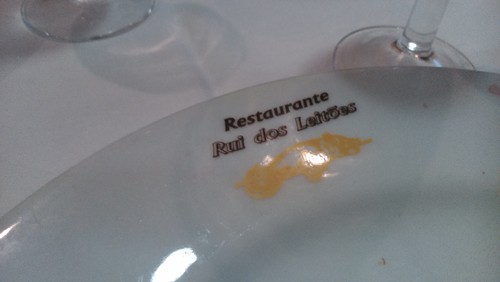 Restaurante
Rui dos Leitões